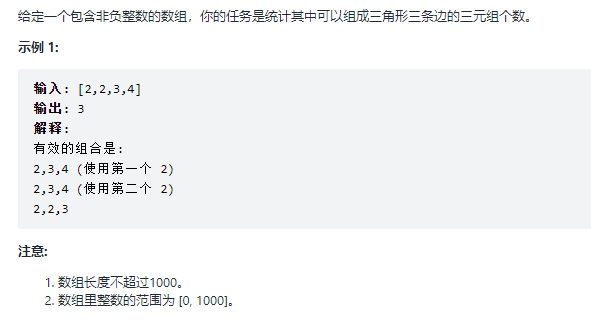 给定一个包含非负整数的数组，你的任务是统计其中可以组成三角形三条边的三元组个数。
示例 1:
输入: [2,2,3,4]
输出: 3
解释:
有效的组合是:
2,3,4 (使用第一个 2)
2,3,4 (使用第二个 2)
2,2,3
注意:
1. 数组长度不超过1000。
2. 数组里整数的范围为 [0, 1000]。